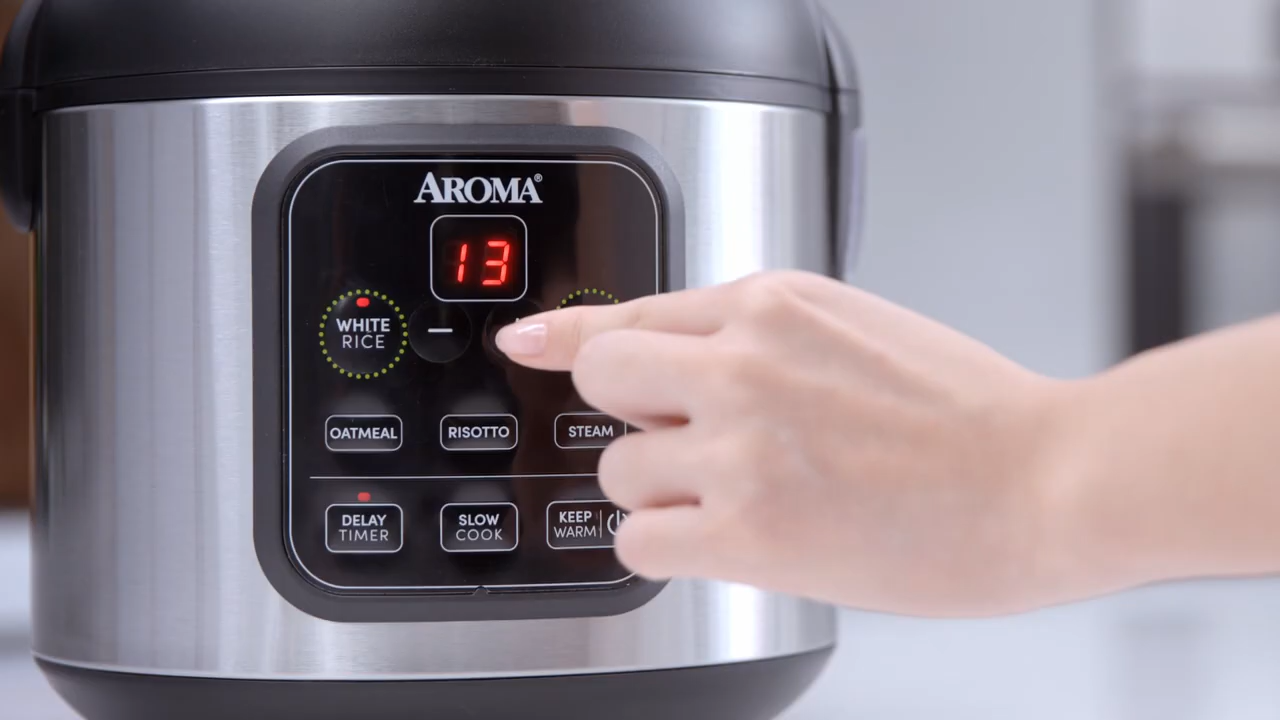 AROMA®
13
WHITE
RICE
−
OATMEAL
RISOTTO
STEAM
DELAY
TIMER
SLOW
COOK
KEEP
WARM